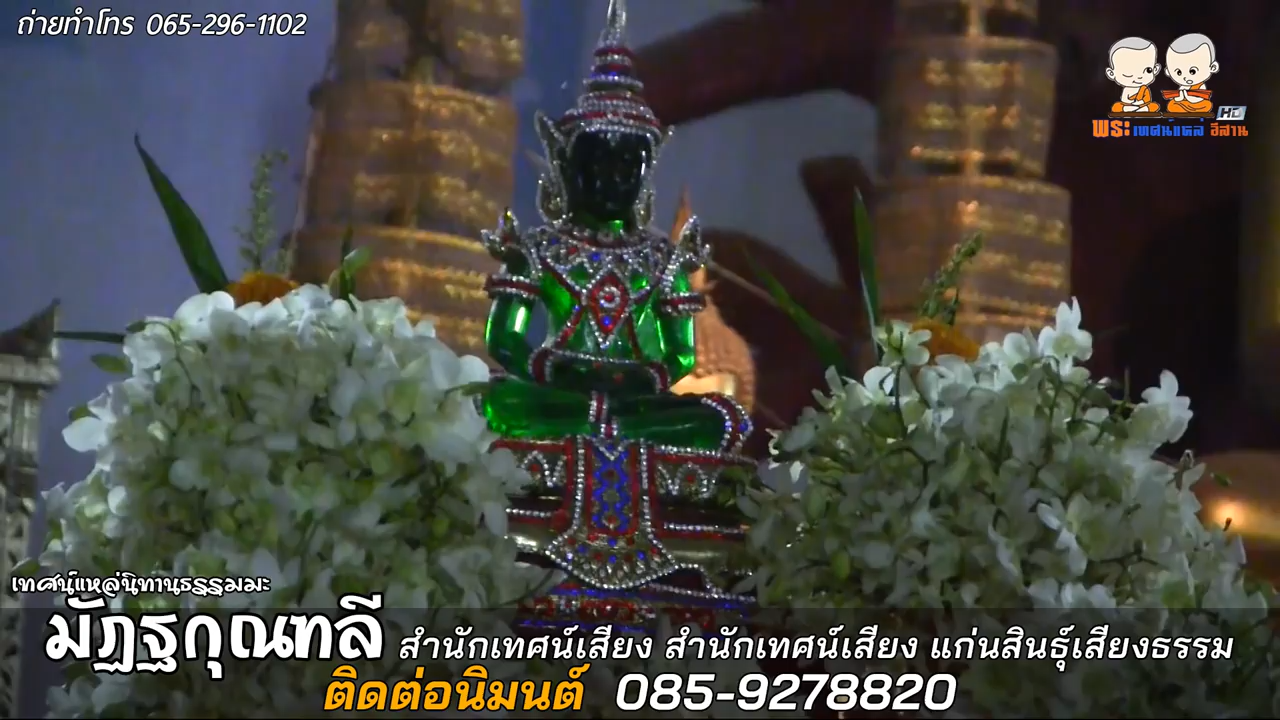 ถ่ายทำโทร 065-296-1102
HD
พระเทศน์แหล่อีสาน
เทศน์แหล่นิทานธรรมมะ
มัฏฐกุณฑลี สำนักเทศน์เสียง สำนักเทศน์เสียง แก่นสินธุ์เสียงธรรม
ติดต่อนิมนต์ 085-9278820